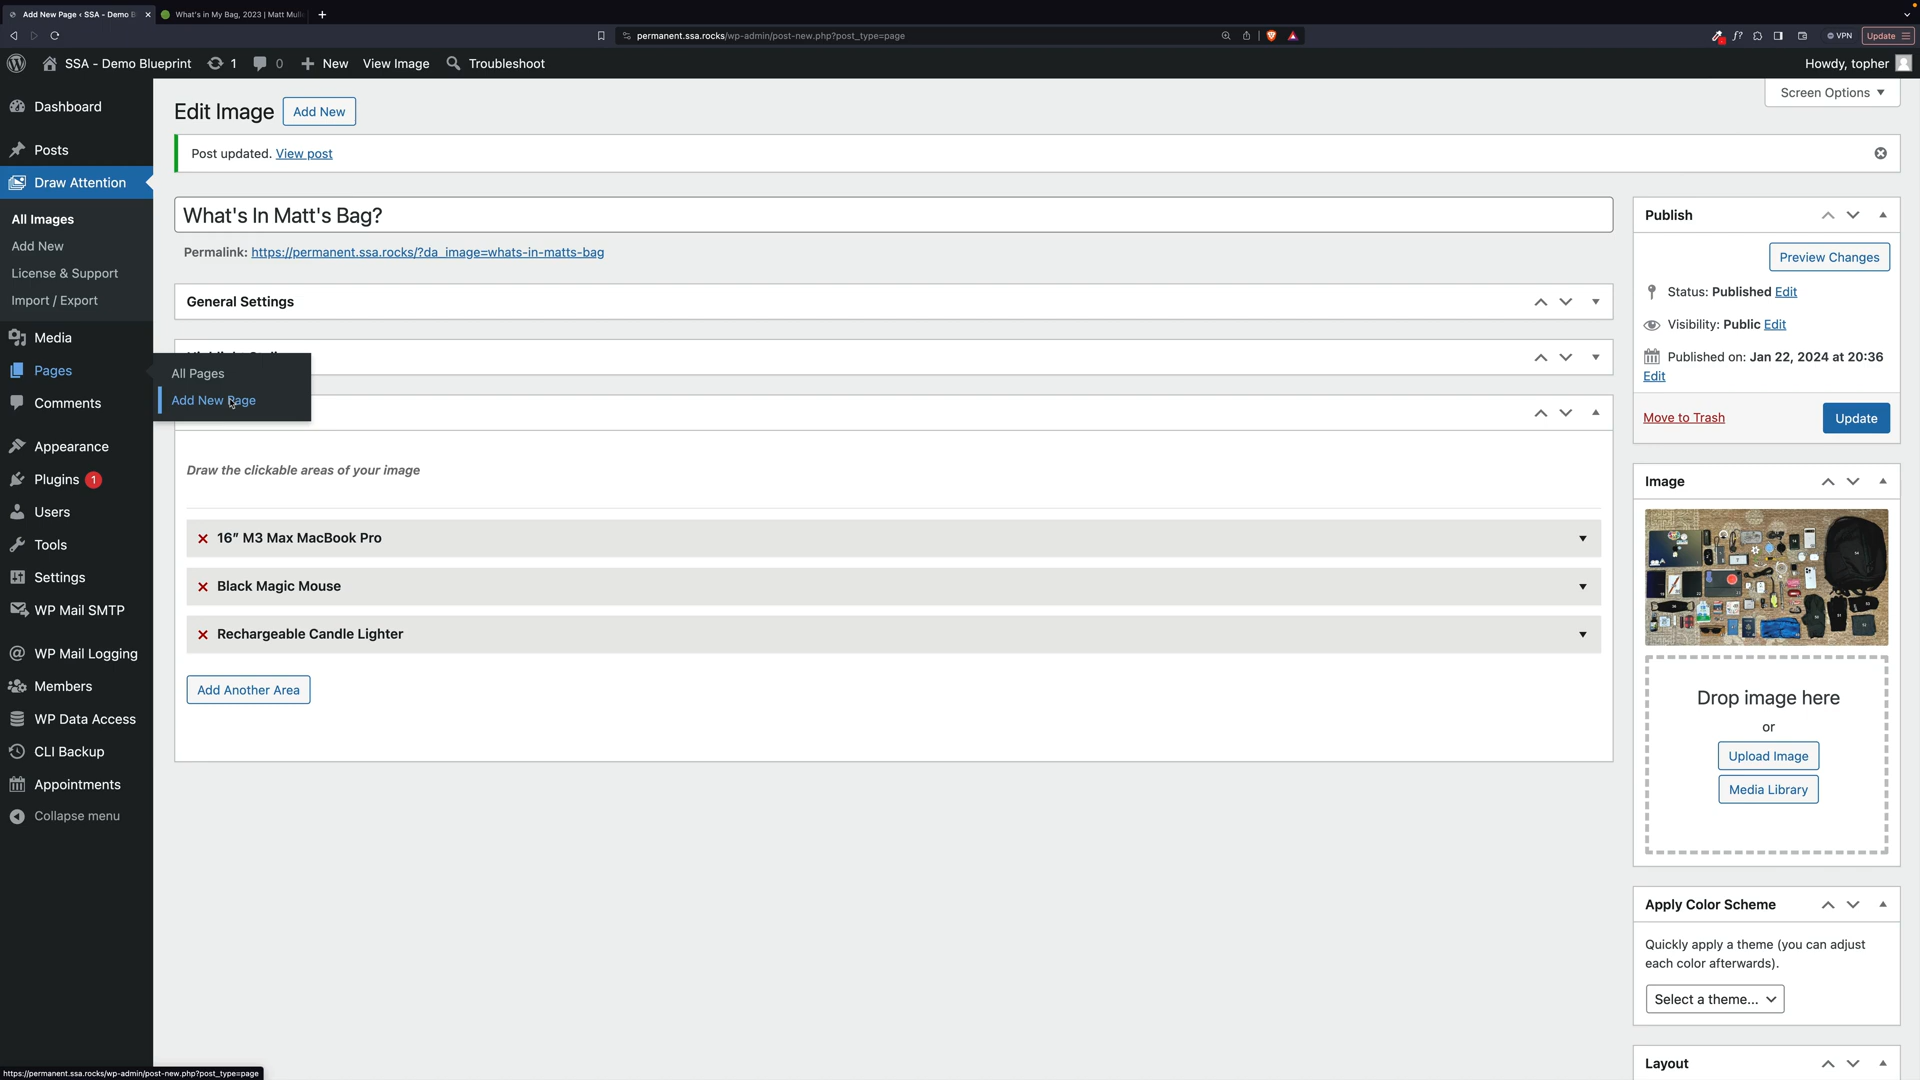 Add New Page ‹ SSA - Demo B
What's in My Bag, 2023 | Matt Mull
permanent.ssa.rocks/wp-admin/post-new.php?post_type=page
VPN
Update
SSA - Demo Blueprint
1
0
New
View Image
Troubleshoot
Howdy, topher
Dashboard
Posts
Draw Attention
All Images
Add New
License & Support
Import / Export
Media
Pages
Comments
Appearance
Plugins 1
Users
Tools
Settings
WP Mail SMTP
WP Mail Logging
Members
WP Data Access
CLI Backup
Appointments
Collapse menu
All Pages
Add New Page
Screen Options
Edit Image
Add New
Post updated. View post
What's In Matt's Bag?
Permalink: https://permanent.ssa.rocks/?da_image=whats-in-matts-bag
General Settings
Draw the clickable areas of your image
16” M3 Max MacBook Pro
Black Magic Mouse
Rechargeable Candle Lighter
Add Another Area
Publish
Preview Changes
Status: Published Edit
Visibility: Public Edit
Published on: Jan 22, 2024 at 20:36
Edit
Move to Trash
Update
Image
Drop image here
or
Upload Image
Media Library
Apply Color Scheme
Quickly apply a theme (you can adjust
each color afterwards).
Select a theme...
Layout
https://permanent.ssa.rocks/wp-admin/post-new.php?post_type=page